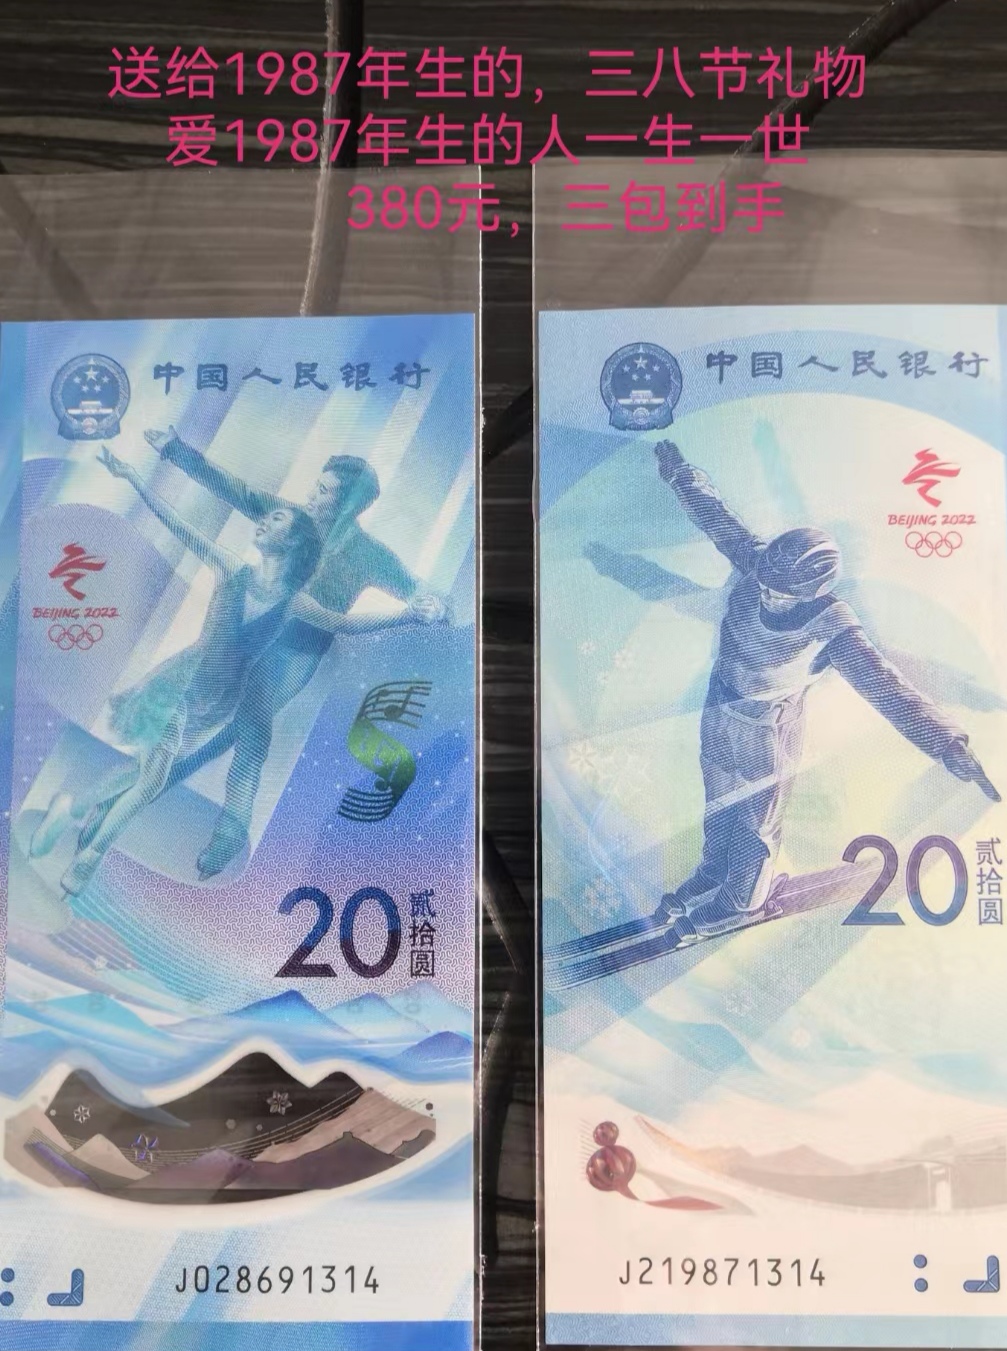 送给1987年生的，三八节礼物
爱1987年生的人一生一世
380元，三包到手
中国人民银行
BEIJING 2022
20
贰拾圆
J028691314
中国人民银行
BEIJING 2022
20
贰拾圆
J219871314